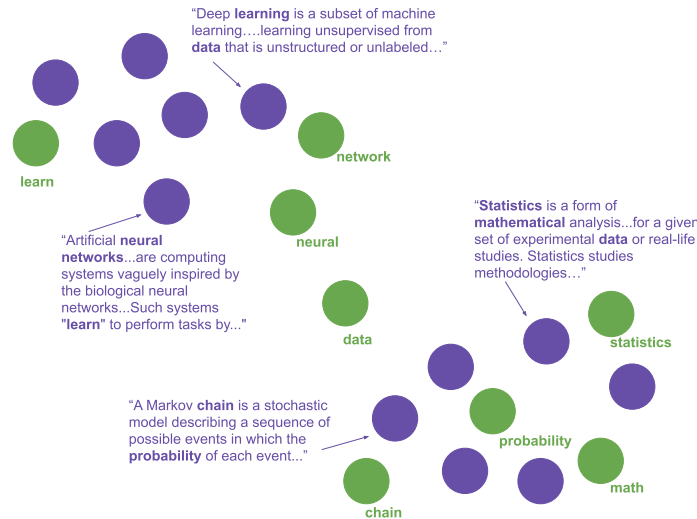 “Deep learning is a subset of machine
learning….learning unsupervised from
data that is unstructured or unlabeled…”
network
learn
neural
“Artificial neural
networks...are computing
systems vaguely inspired by
the biological neural
networks...Such systems
"learn" to perform tasks by..."
“Statistics is a form of
mathematical analysis...for a given
set of experimental data or real-life
studies. Statistics studies
methodologies…”
data
statistics
“A Markov chain is a stochastic
model describing a sequence of
possible events in which the
probability of each event...”
probability
math
chain